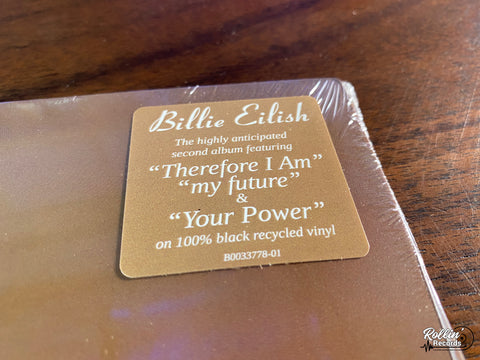 Billie Eilish
The highly anticipated
second album featuring
“Therefore I Am”
“my future”
&
“Your Power”
on 100% black recycled vinyl
B0033778-01
Rollin’
Records